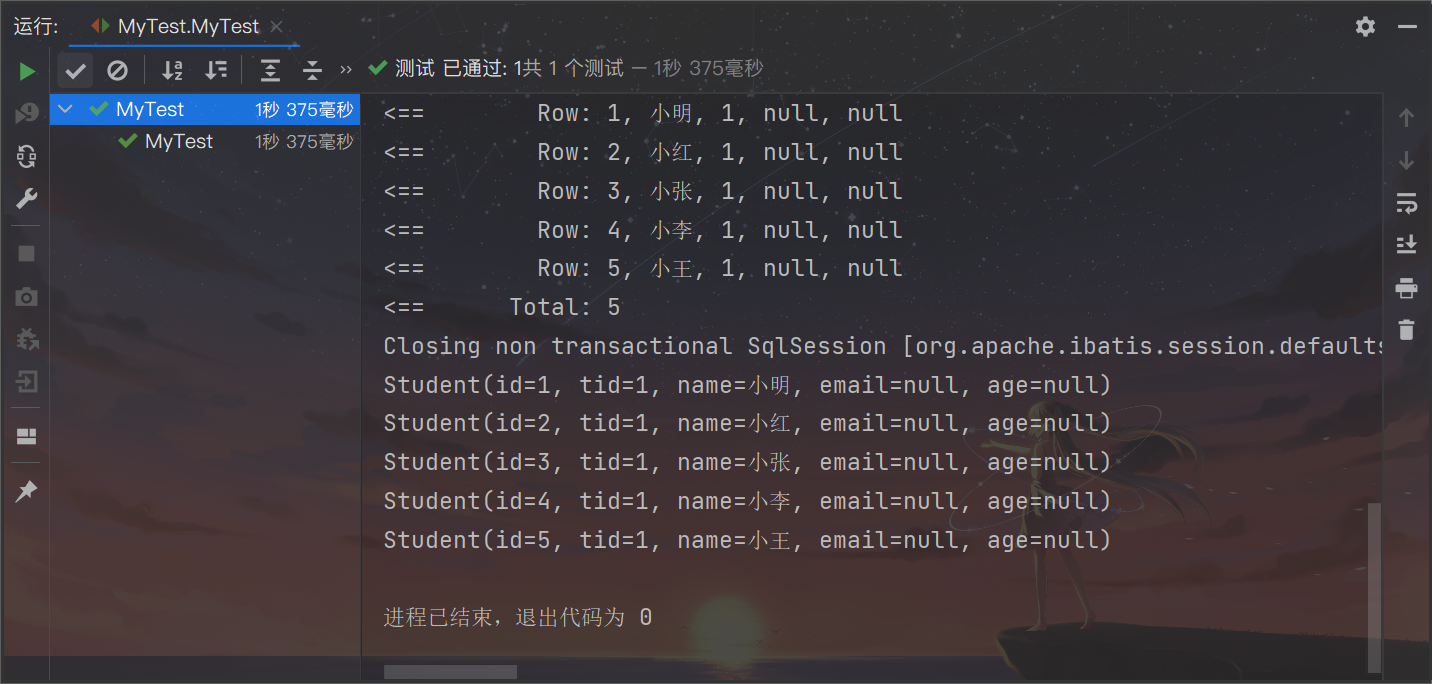 运行: MyTest.MyTest
测试 已通过: 1共 1 个测试 – 1秒 375毫秒
MyTest 1秒 375毫秒
MyTest 1秒 375毫秒
<== Row: 1, 小明, 1, null, null
<== Row: 2, 小红, 1, null, null
<== Row: 3, 小张, 1, null, null
<== Row: 4, 小李, 1, null, null
<== Row: 5, 小王, 1, null, null
<== Total: 5
Closing non transactional SqlSession [org.apache.ibatis.session.defaults
Student(id=1, tid=1, name=小明, email=null, age=null)
Student(id=2, tid=1, name=小红, email=null, age=null)
Student(id=3, tid=1, name=小张, email=null, age=null)
Student(id=4, tid=1, name=小李, email=null, age=null)
Student(id=5, tid=1, name=小王, email=null, age=null)
进程已结束，退出代码为 0